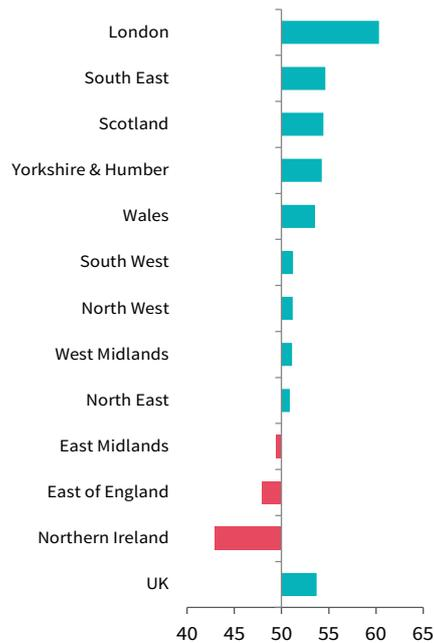 London
South East
Scotland
Yorkshire & Humber
Wales
South West
North West
West Midlands
North East
East Midlands
East of England
Northern Ireland
UK
40 45 50 55 60 65